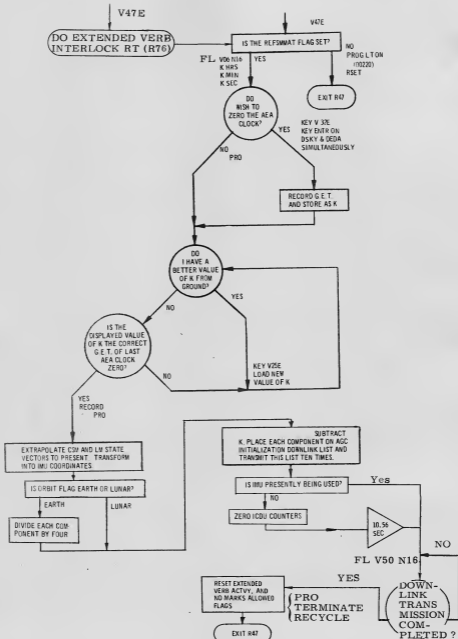 V47E
V47E
DO EXTENDED VERB
INTERLOCK RT (R76)
IS THE REFSMMAT FLAG SET?
FL V06 N16
K HRS
K MIN
K SEC
YES
NO
PROG LT ON
(00220)
RSET
EXIT R47
DO
I WISH TO
ZERO THE AEA
CLOCK?
YES
KEY V 37E
KEY ENTR ON
DSKY & DEDA
SIMULTANEOUSLY
NO
PRO
RECORD G.E.T.
AND STORE AS K
DO
I HAVE A
BETTER VALUE
OF K FROM
GROUND?
NO
YES
IS THE
DISPLAYED VALUE
OF K THE CORRECT
G.E.T. OF LAST
AEA CLOCK
ZERO?
NO
KEY V25E
LOAD NEW
VALUE OF K
YES
RECORD
PRO
EXTRAPOLATE CSM AND LM STATE
VECTORS TO PRESENT. TRANSFORM
INTO IMU COORDINATES.
IS ORBIT FLAG EARTH OR LUNAR?
EARTH
LUNAR
DIVIDE EACH COM
PONENT BY FOUR
SUBTRACT
K. PLACE EACH COMPONENT ON AGC
INITIALIZATION DOWNLINK LIST AND
TRANSMIT THIS LIST TEN TIMES.
IS IMU PRESENTLY BEING USED?
Yes
NO
ZERO ICDU COUNTERS
10.56
SEC
NO
FL V50 N16
DOWN-
LINK
TRANS
MISSION
COM-
PLETED ?
YES
PRO
TERMINATE
RECYCLE
RESET EXTENDED
VERB ACTVY, AND
NO MARKS ALLOWED
FLAGS
EXIT R47